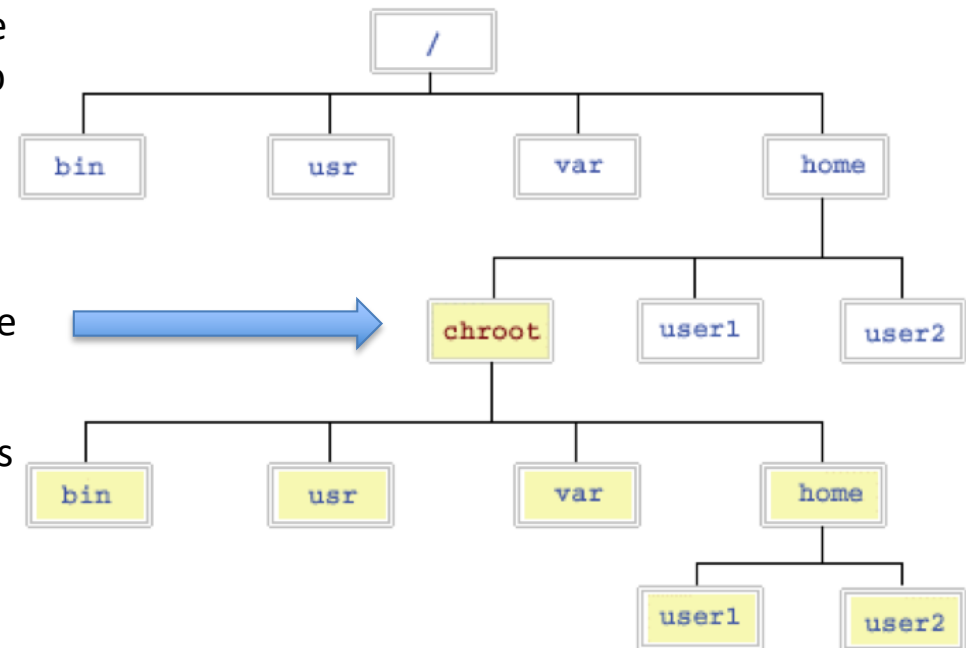 e
/
o
bin usr var home
e
chroot user1 user2
s
bin usr var home
user1 user2